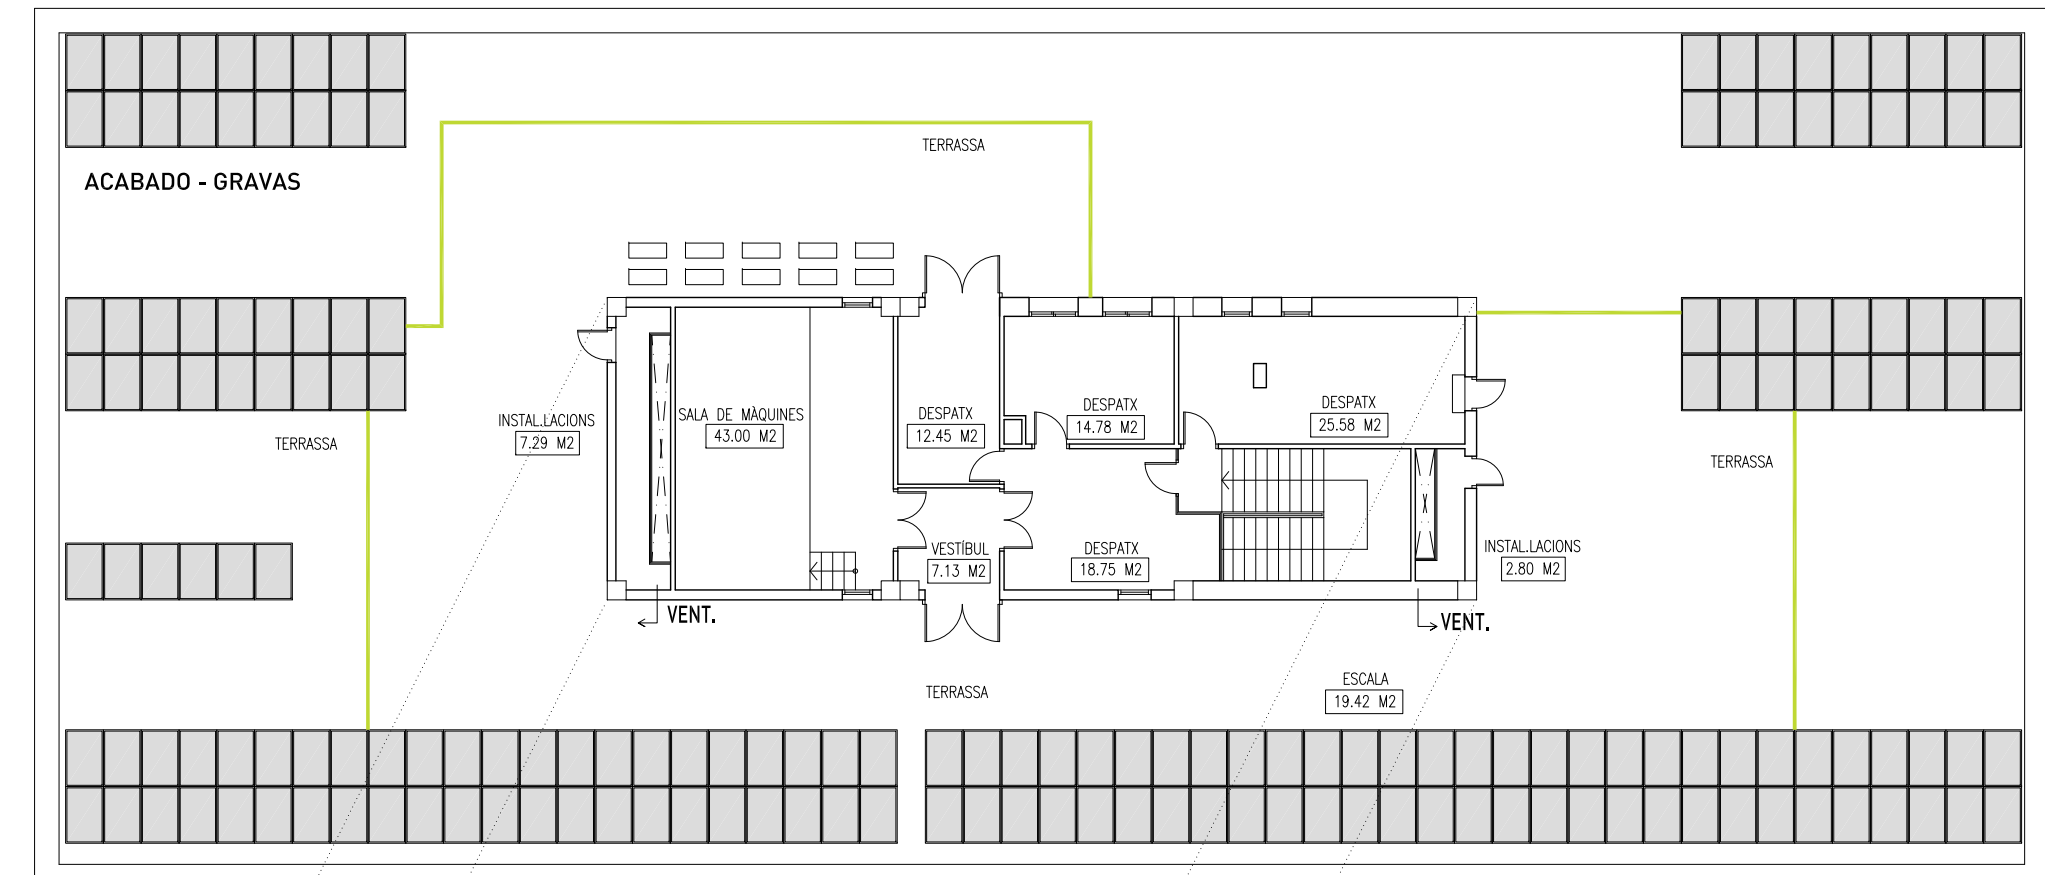 TERRASSA
ACABADO - GRAVAS
INSTAL.LACIONS
7.29 M2
SALA DE MÀQUINES
43.00 M2
DESPATX
12.45 M2
DESPATX
14.78 M2
DESPATX
25.58 M2
TERRASSA
TERRASSA
VESTÍBUL
7.13 M2
DESPATX
18.75 M2
INSTAL.LACIONS
2.80 M2
VENT.
VENT.
TERRASSA
ESCALA
19.42 M2